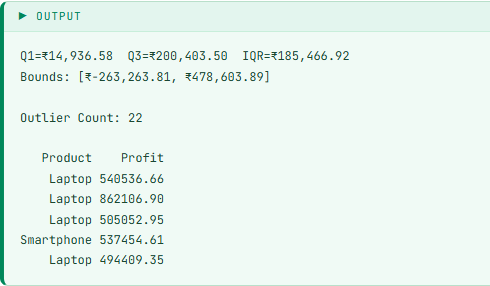 ▶ OUTPUT
Q1=₹14,936.58  Q3=₹200,403.50  IQR=₹185,466.92
Bounds: [₹-263,263.81, ₹478,603.89]
Outlier Count: 22
Product    Profit
Laptop 540536.66
Laptop 862106.90
Laptop 505052.95
Smartphone 537454.61
Laptop 494409.35